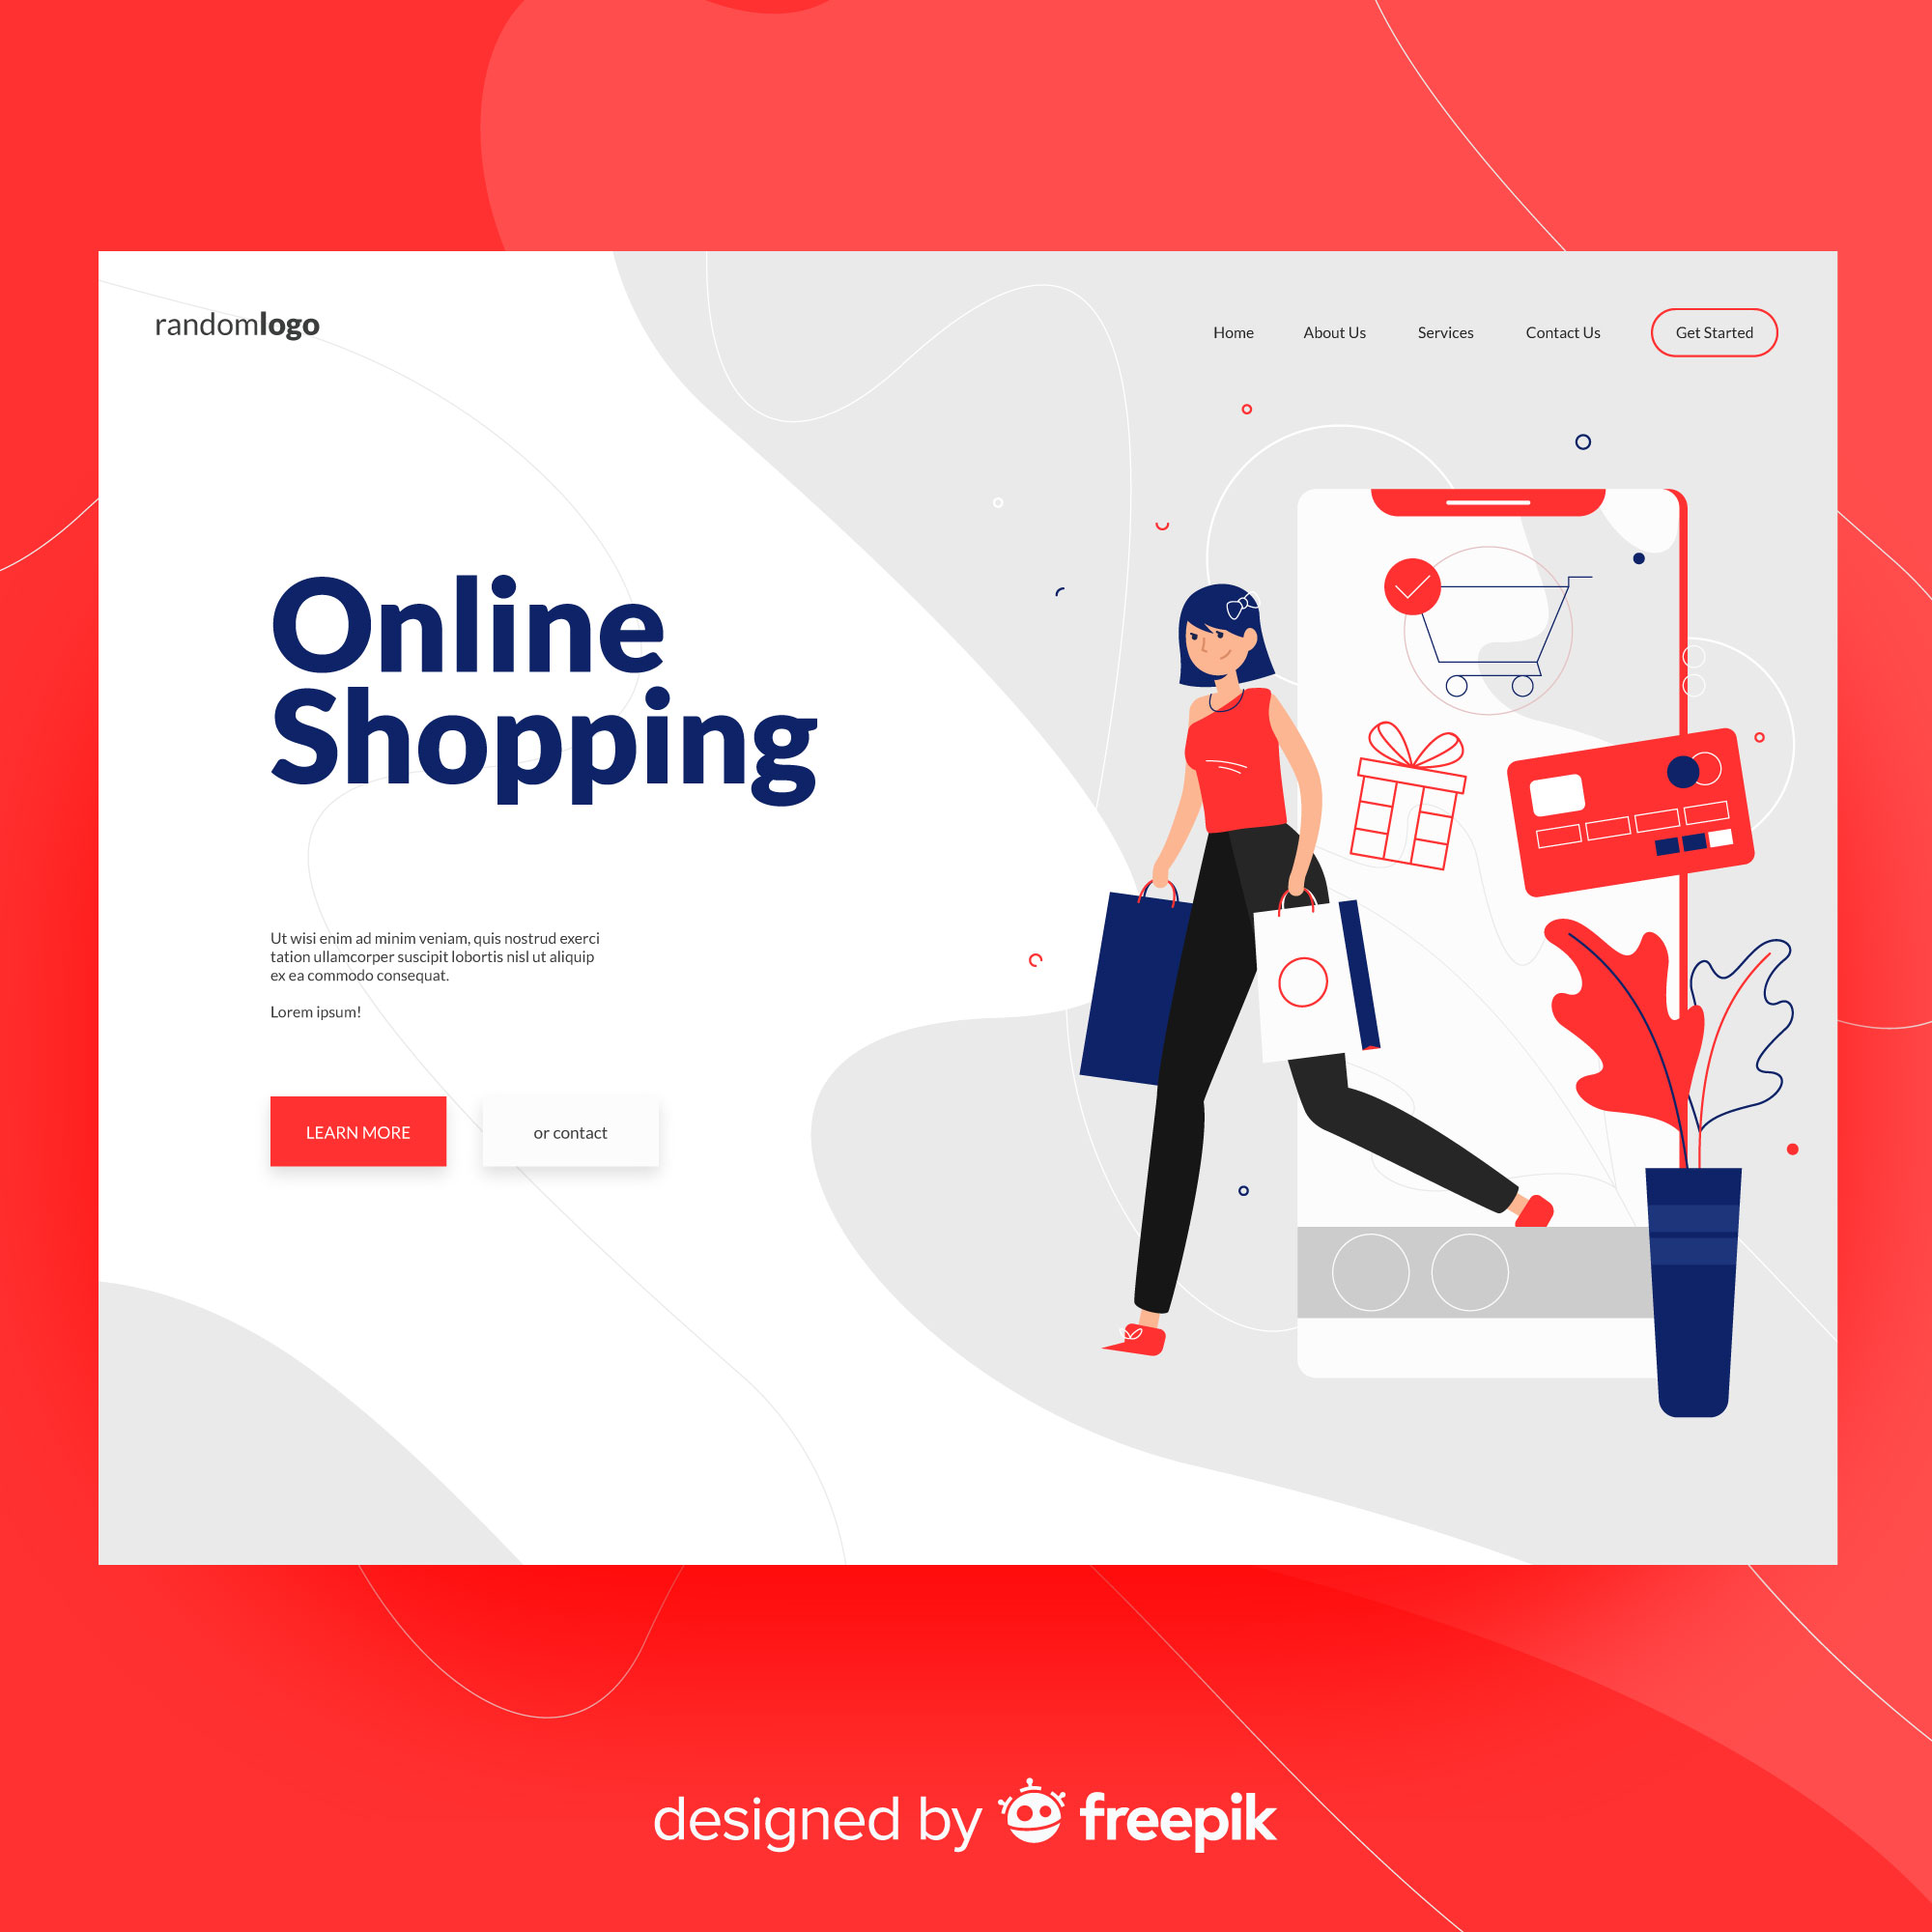 randomlogo
Home About Us Services Contact Us Get Started
Online
Shopping
Ut wisi enim ad minim veniam, quis nostrud exerci
tation ullamcorper suscipit lobortis nisl ut aliquip
ex ea commodo consequat.
Lorem ipsum!
LEARN MORE or contact
designed by freepik